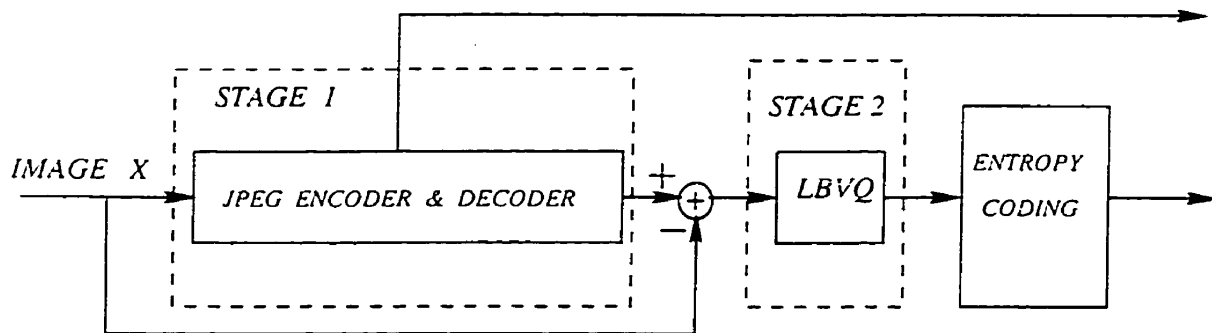 STAGE 1
STAGE 2
IMAGE X
JPEG ENCODER & DECODER
+
+
−
LBVQ
ENTROPY
CODING